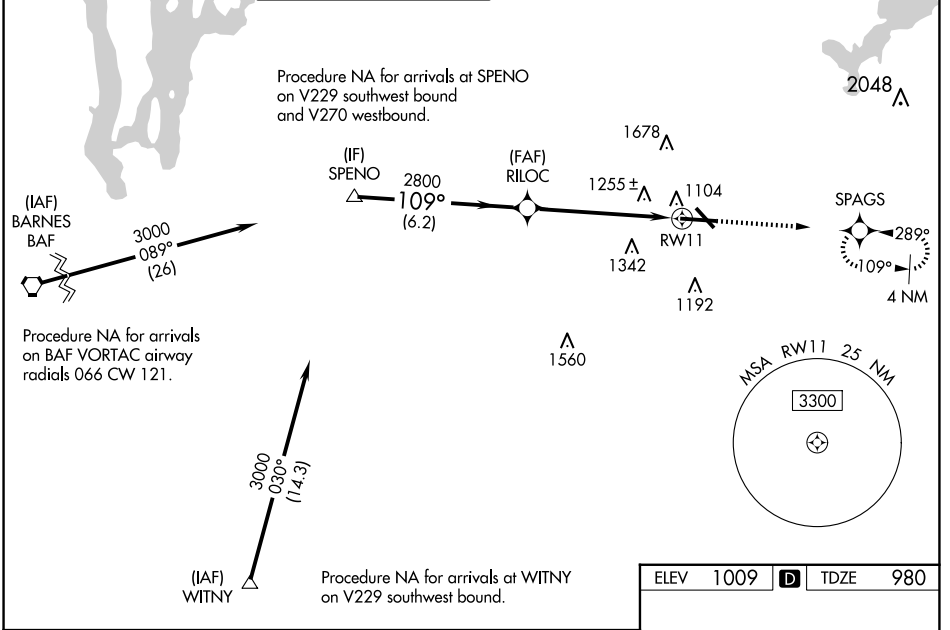 Procedure NA for arrivals at SPENO
on V229 southwest bound
and V270 westbound.
2048
1678
(IF)
SPENO
2800
109°
(6.2)
(FAF)
RILOC
1255 ±
1104
RW11
1342
1192
1560
SPAGS
289°
109°
4 NM
(IAF)
BARNES
BAF
3000
089°
(26)
Procedure NA for arrivals
on BAF VORTAC airway
radials 066 CW 121.
MSA RW11 25 NM
3300
3000
030°
(14.3)
(IAF)
WITNY
Procedure NA for arrivals at WITNY
on V229 southwest bound.
ELEV 1009 D TDZE 980